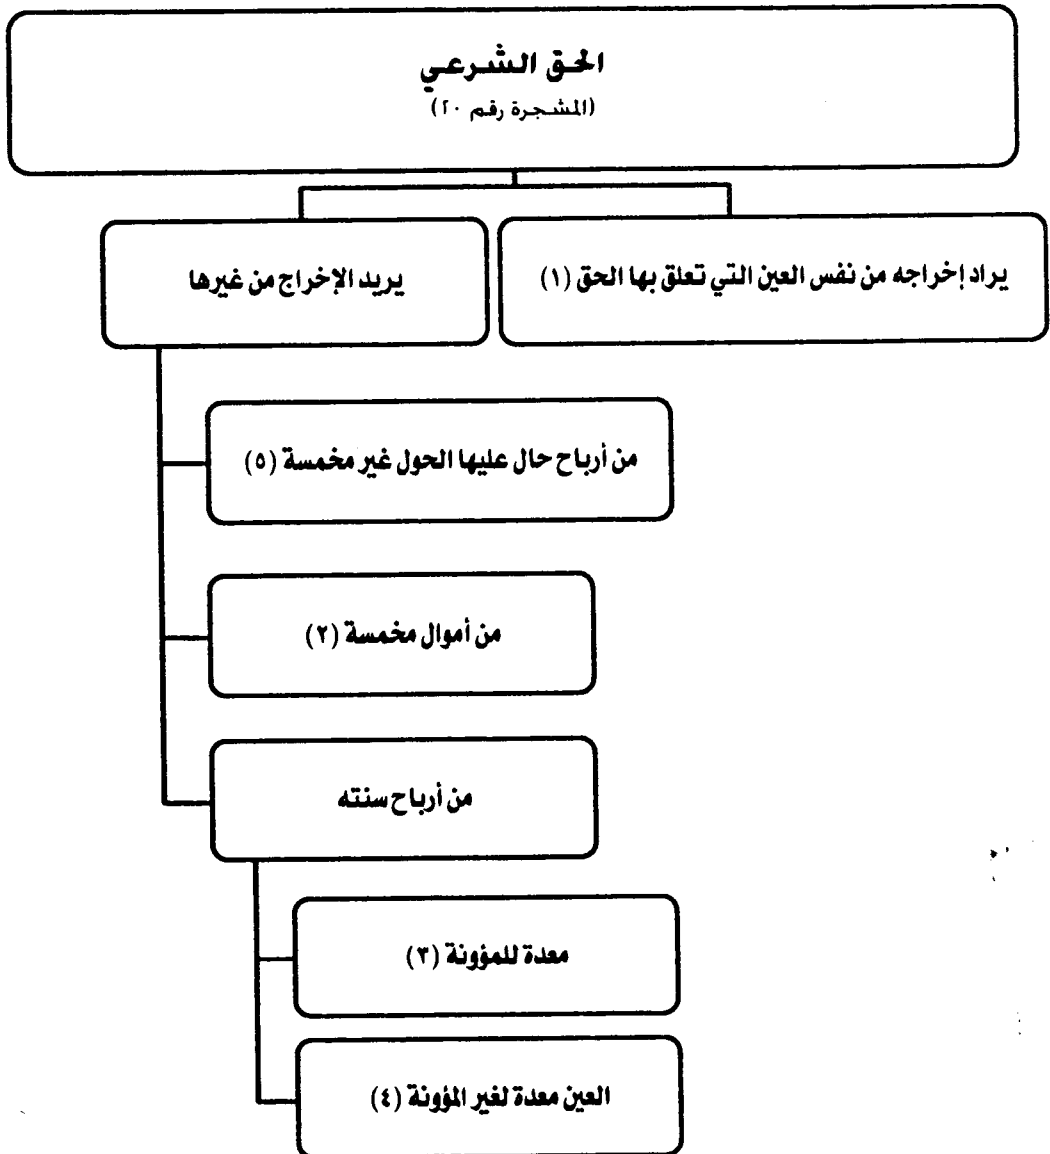 الحق الشرعي
(المشجرة رقم ٢٠)
يراد إخراجه من نفس العين التي تعلق بها الحق (١)
يريد الإخراج من غيرها
من أرباح حال عليها الحول غير مخمسة (٥)
من أموال مخمسة (٢)
من أرباح سنته
معدة للمؤونة (٣)
العين معدة لغير المؤونة (٤)